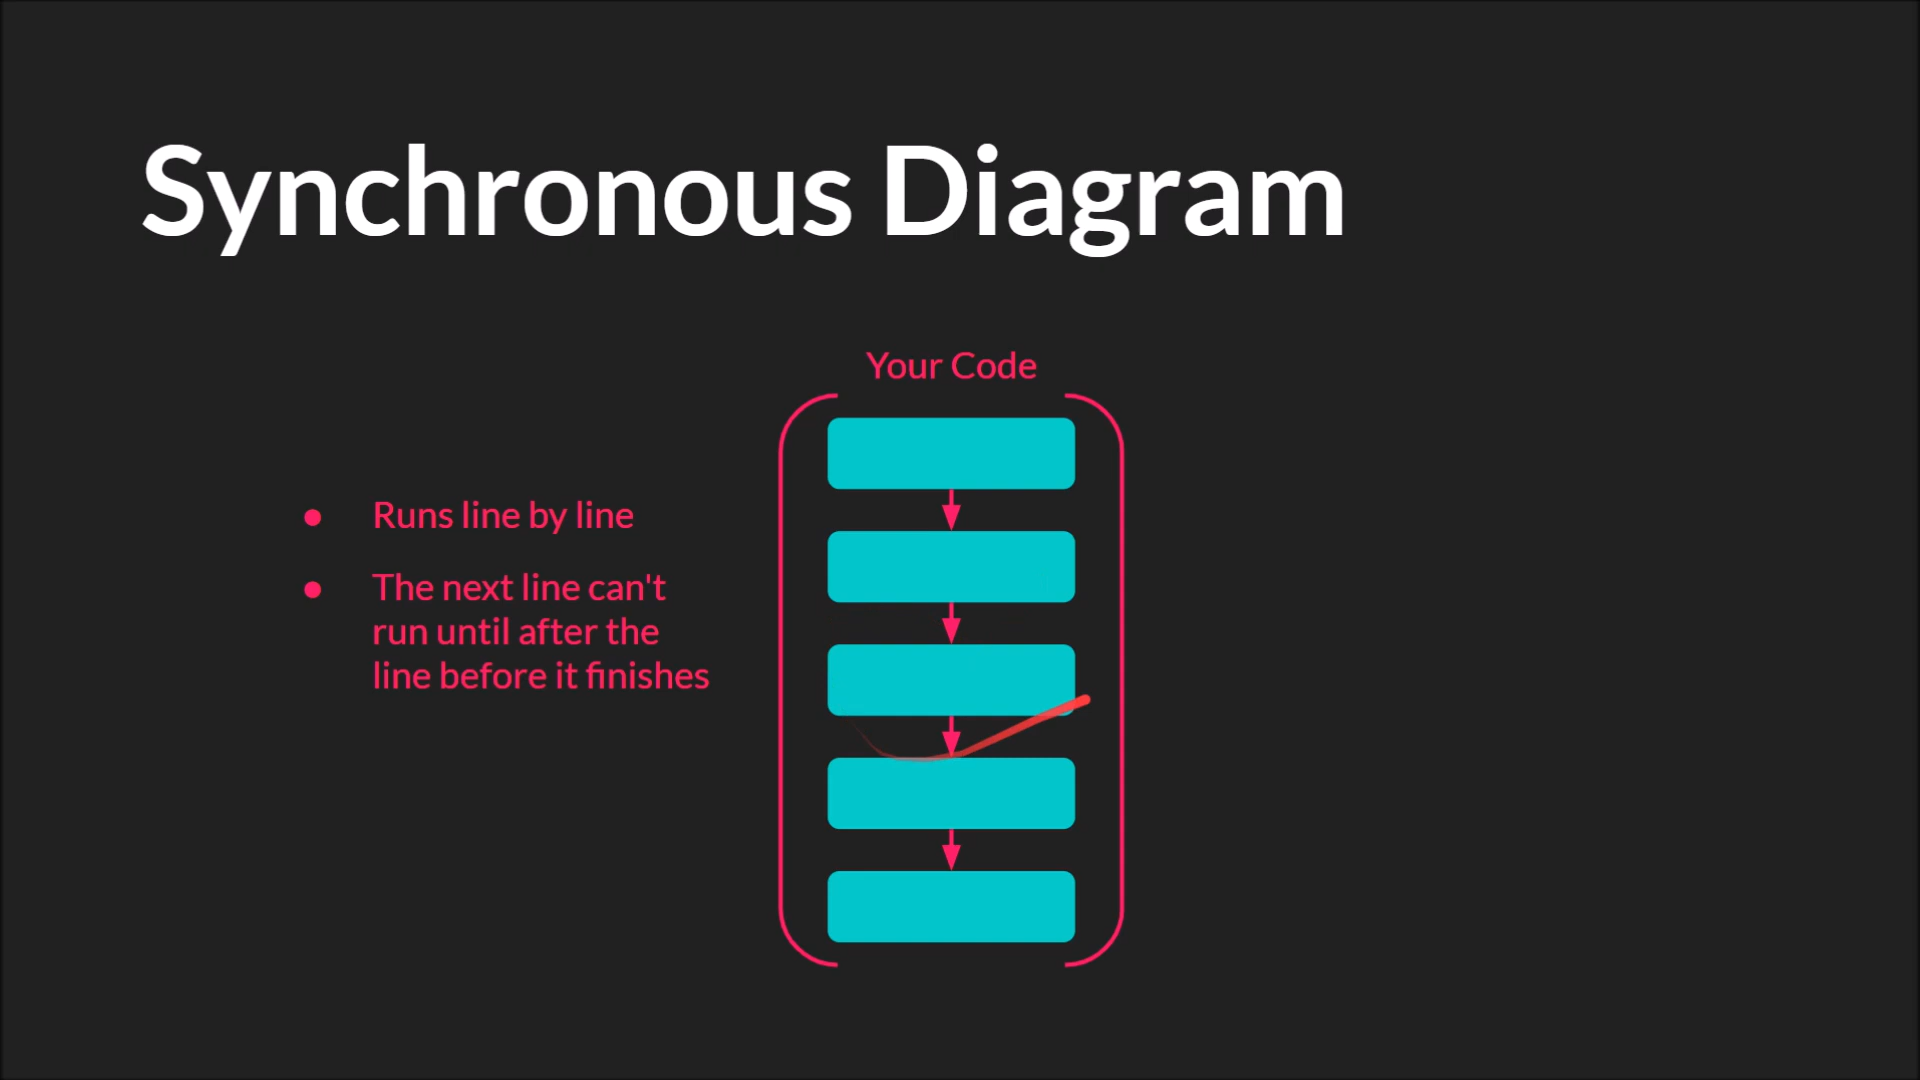 Synchronous Diagram
Your Code
● Runs line by line
● The next line can't
run until after the
line before it finishes